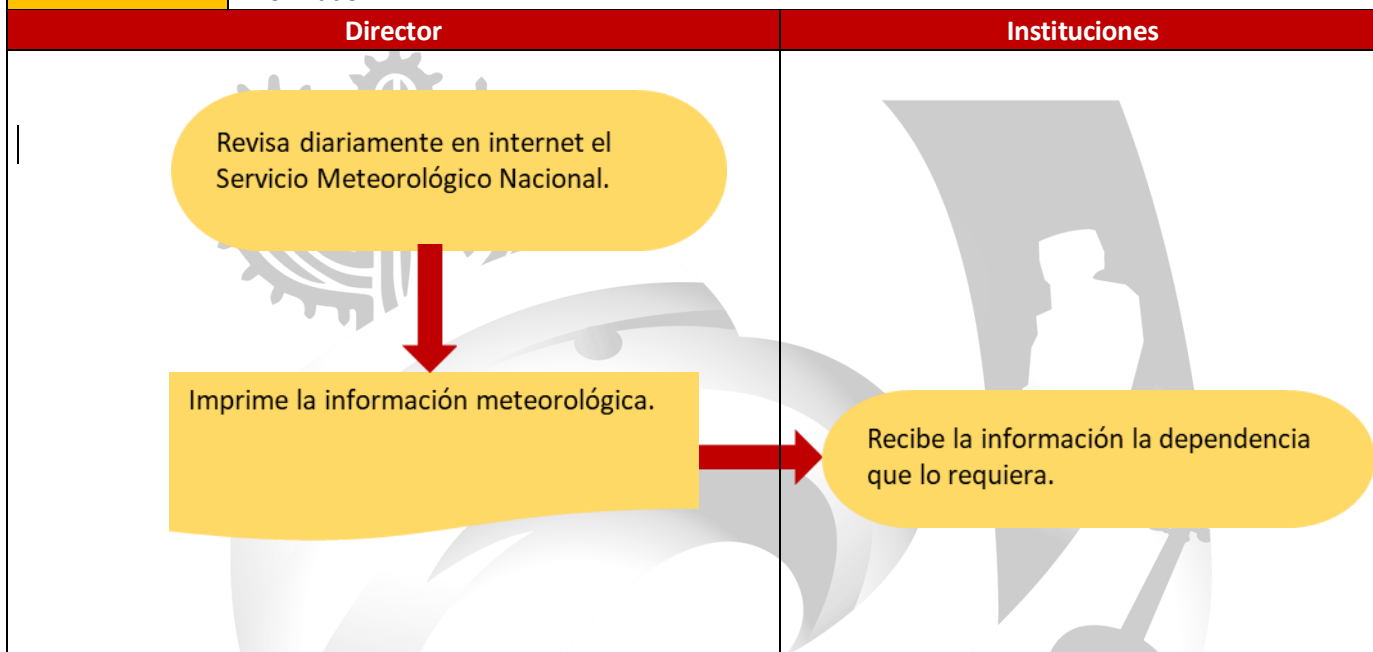 Director
Instituciones
Revisa diariamente en internet el
Servicio Meteorológico Nacional.
Imprime la información meteorológica.
Recibe la información la dependencia
que lo requiera.